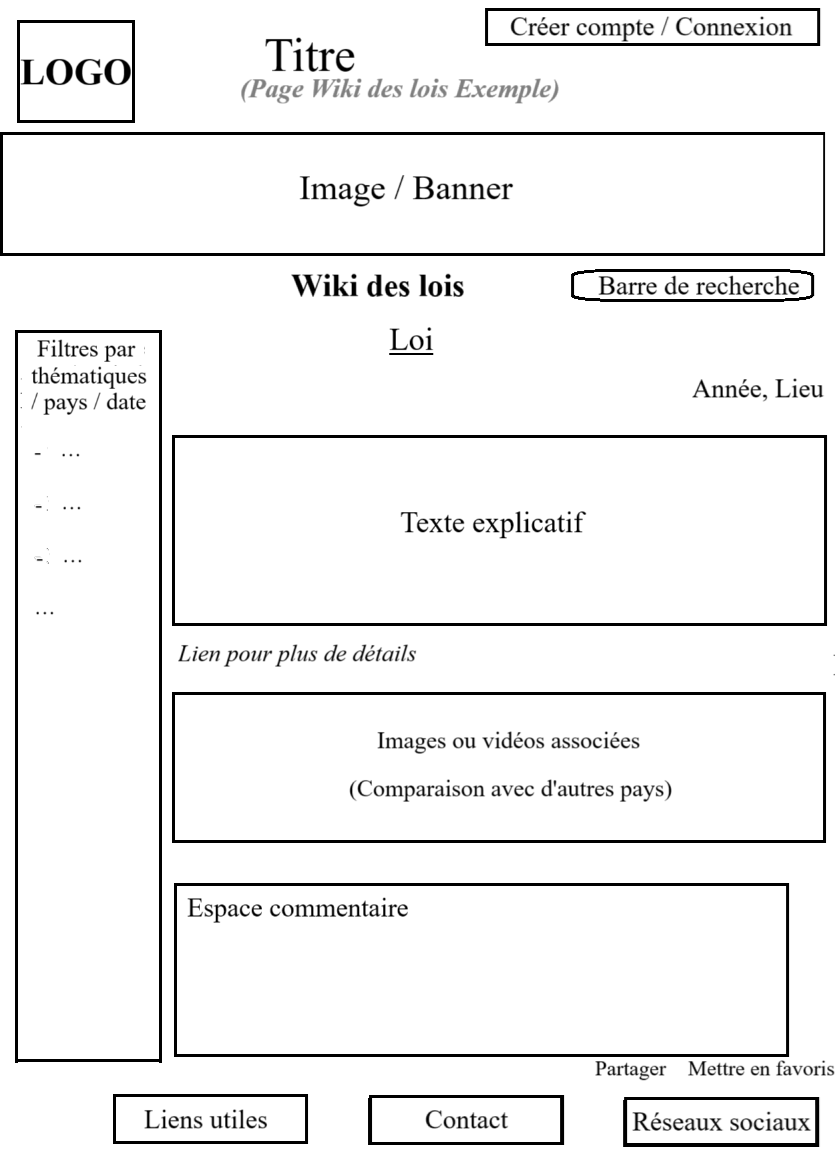 Créer compte / Connexion
LOGO
Titre
(Page Wiki des lois Exemple)
Image / Banner
Wiki des lois
Barre de recherche
Loi
Filtres par
thématiques
/ pays / date
Année, Lieu
- ...
- ...
- ...
...
Texte explicatif
Lien pour plus de détails
Images ou vidéos associées
(Comparaison avec d'autres pays)
Espace commentaire
Partager Mettre en favoris
Liens utiles
Contact
Réseaux sociaux